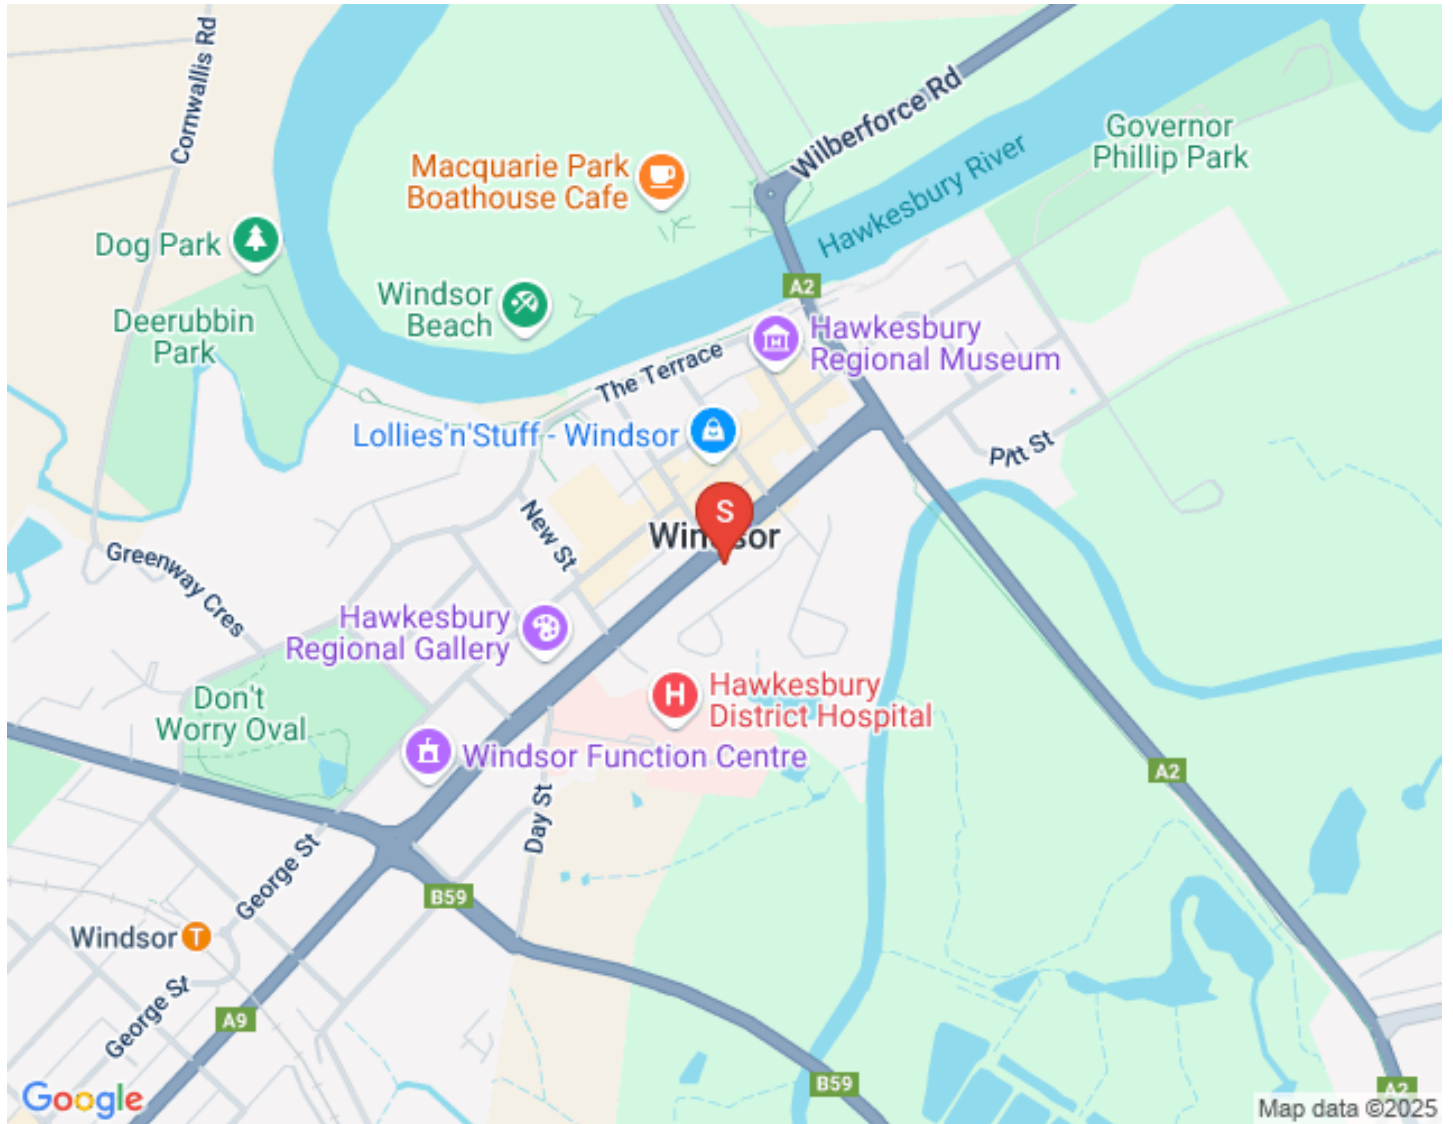 Cornwallis Rd
Wilberforce Rd
Governor
Phillip Park
Macquarie Park
Boathouse Cafe
Hawkesbury River
Dog Park
A2
Windsor
Beach
Deerubbin
Park
Hawkesbury
Regional Museum
The Terrace
Lollies'n'Stuff - Windsor
Pitt St
S
Windsor
New St
Greenway Cres
Hawkesbury
Regional Gallery
H
Hawkesbury
District Hospital
Don't
Worry Oval
Windsor Function Centre
A2
Day St
George St
B59
Windsor
T
George St
A9
B59
A2
Google
Map data ©2025